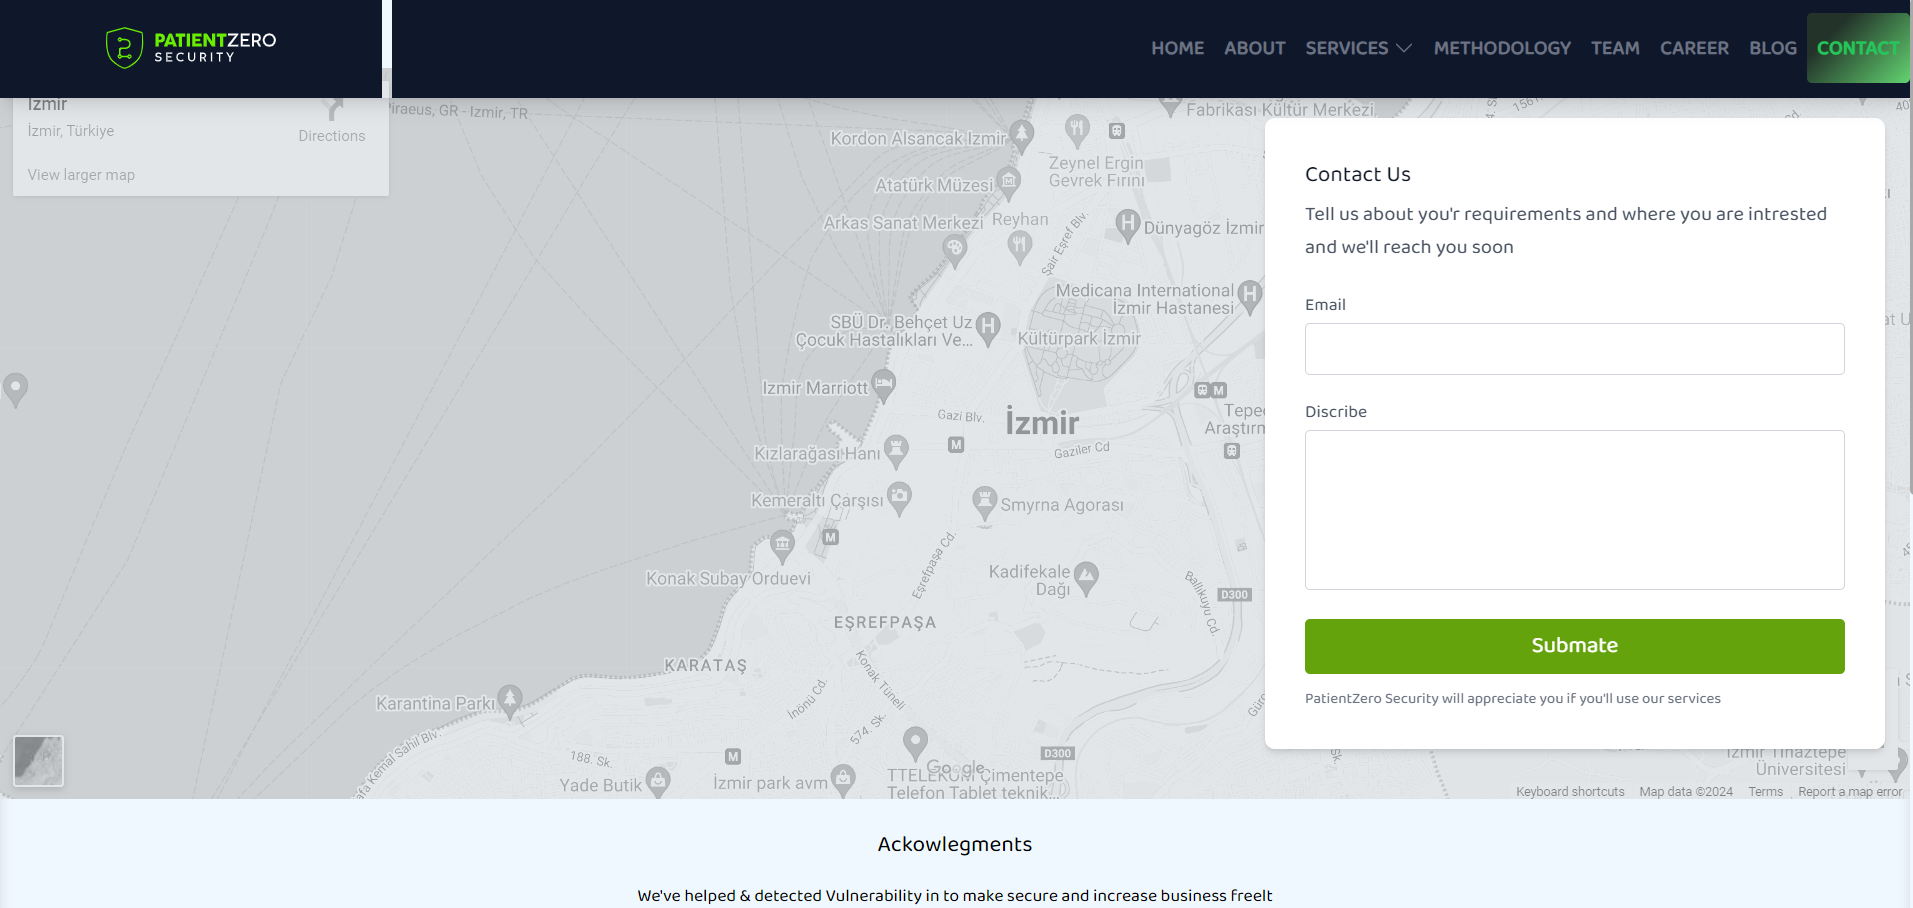 PATIENTZERO
SECURITY
HOME ABOUT SERVICES METHODOLOGY TEAM CAREER BLOG CONTACT
İzmir
İzmir, Türkiye
Directions
View larger map
Piraeus, GR - Izmir, TR
Fabrikası Kültür Merkezi
Kordon Alsancak Izmir
Zeynel Ergin
Gevrek Fırını
Atatürk Müzesi
Arkas Sanat Merkezi
Reyhan
Dünyagöz İzmir
Şair Eşref Blv.
Medicana International
İzmir Hastanesi
SBÜ Dr. Behçet Uz
Çocuk Hastalıkları Ve...
Kültürpark İzmir
Izmir Marriott
Gazi Blv.
İzmir
Gaziler Cd
Kızlarağası Hanı
Kemeraltı Çarşısı
Smyrna Agorası
Eşrefpaşa Cd.
Konak Subay Orduevi
Kadifekale
Dağı
Ballıkuyu Cd.
D300
EŞREFPAŞA
KARATAŞ
Konak Tüneli
Karantina Parkı
İnönü Cd.
574. Sk.
188. Sk.
D300
Yade Butik
İzmir park avm
Google
TTELEKOM Çimentepe
Telefon Tablet teknik...
İzmir Tınaztepe
Üniversitesi
Keyboard shortcuts Map data ©2024 Terms Report a map error
Contact Us
Tell us about you'r requirements and where you are intrested
and we'll reach you soon
Email
Discribe
Submate
PatientZero Security will appreciate you if you'll use our services
Ackowlegments
We've helped & detected Vulnerability in to make secure and increase business freelt